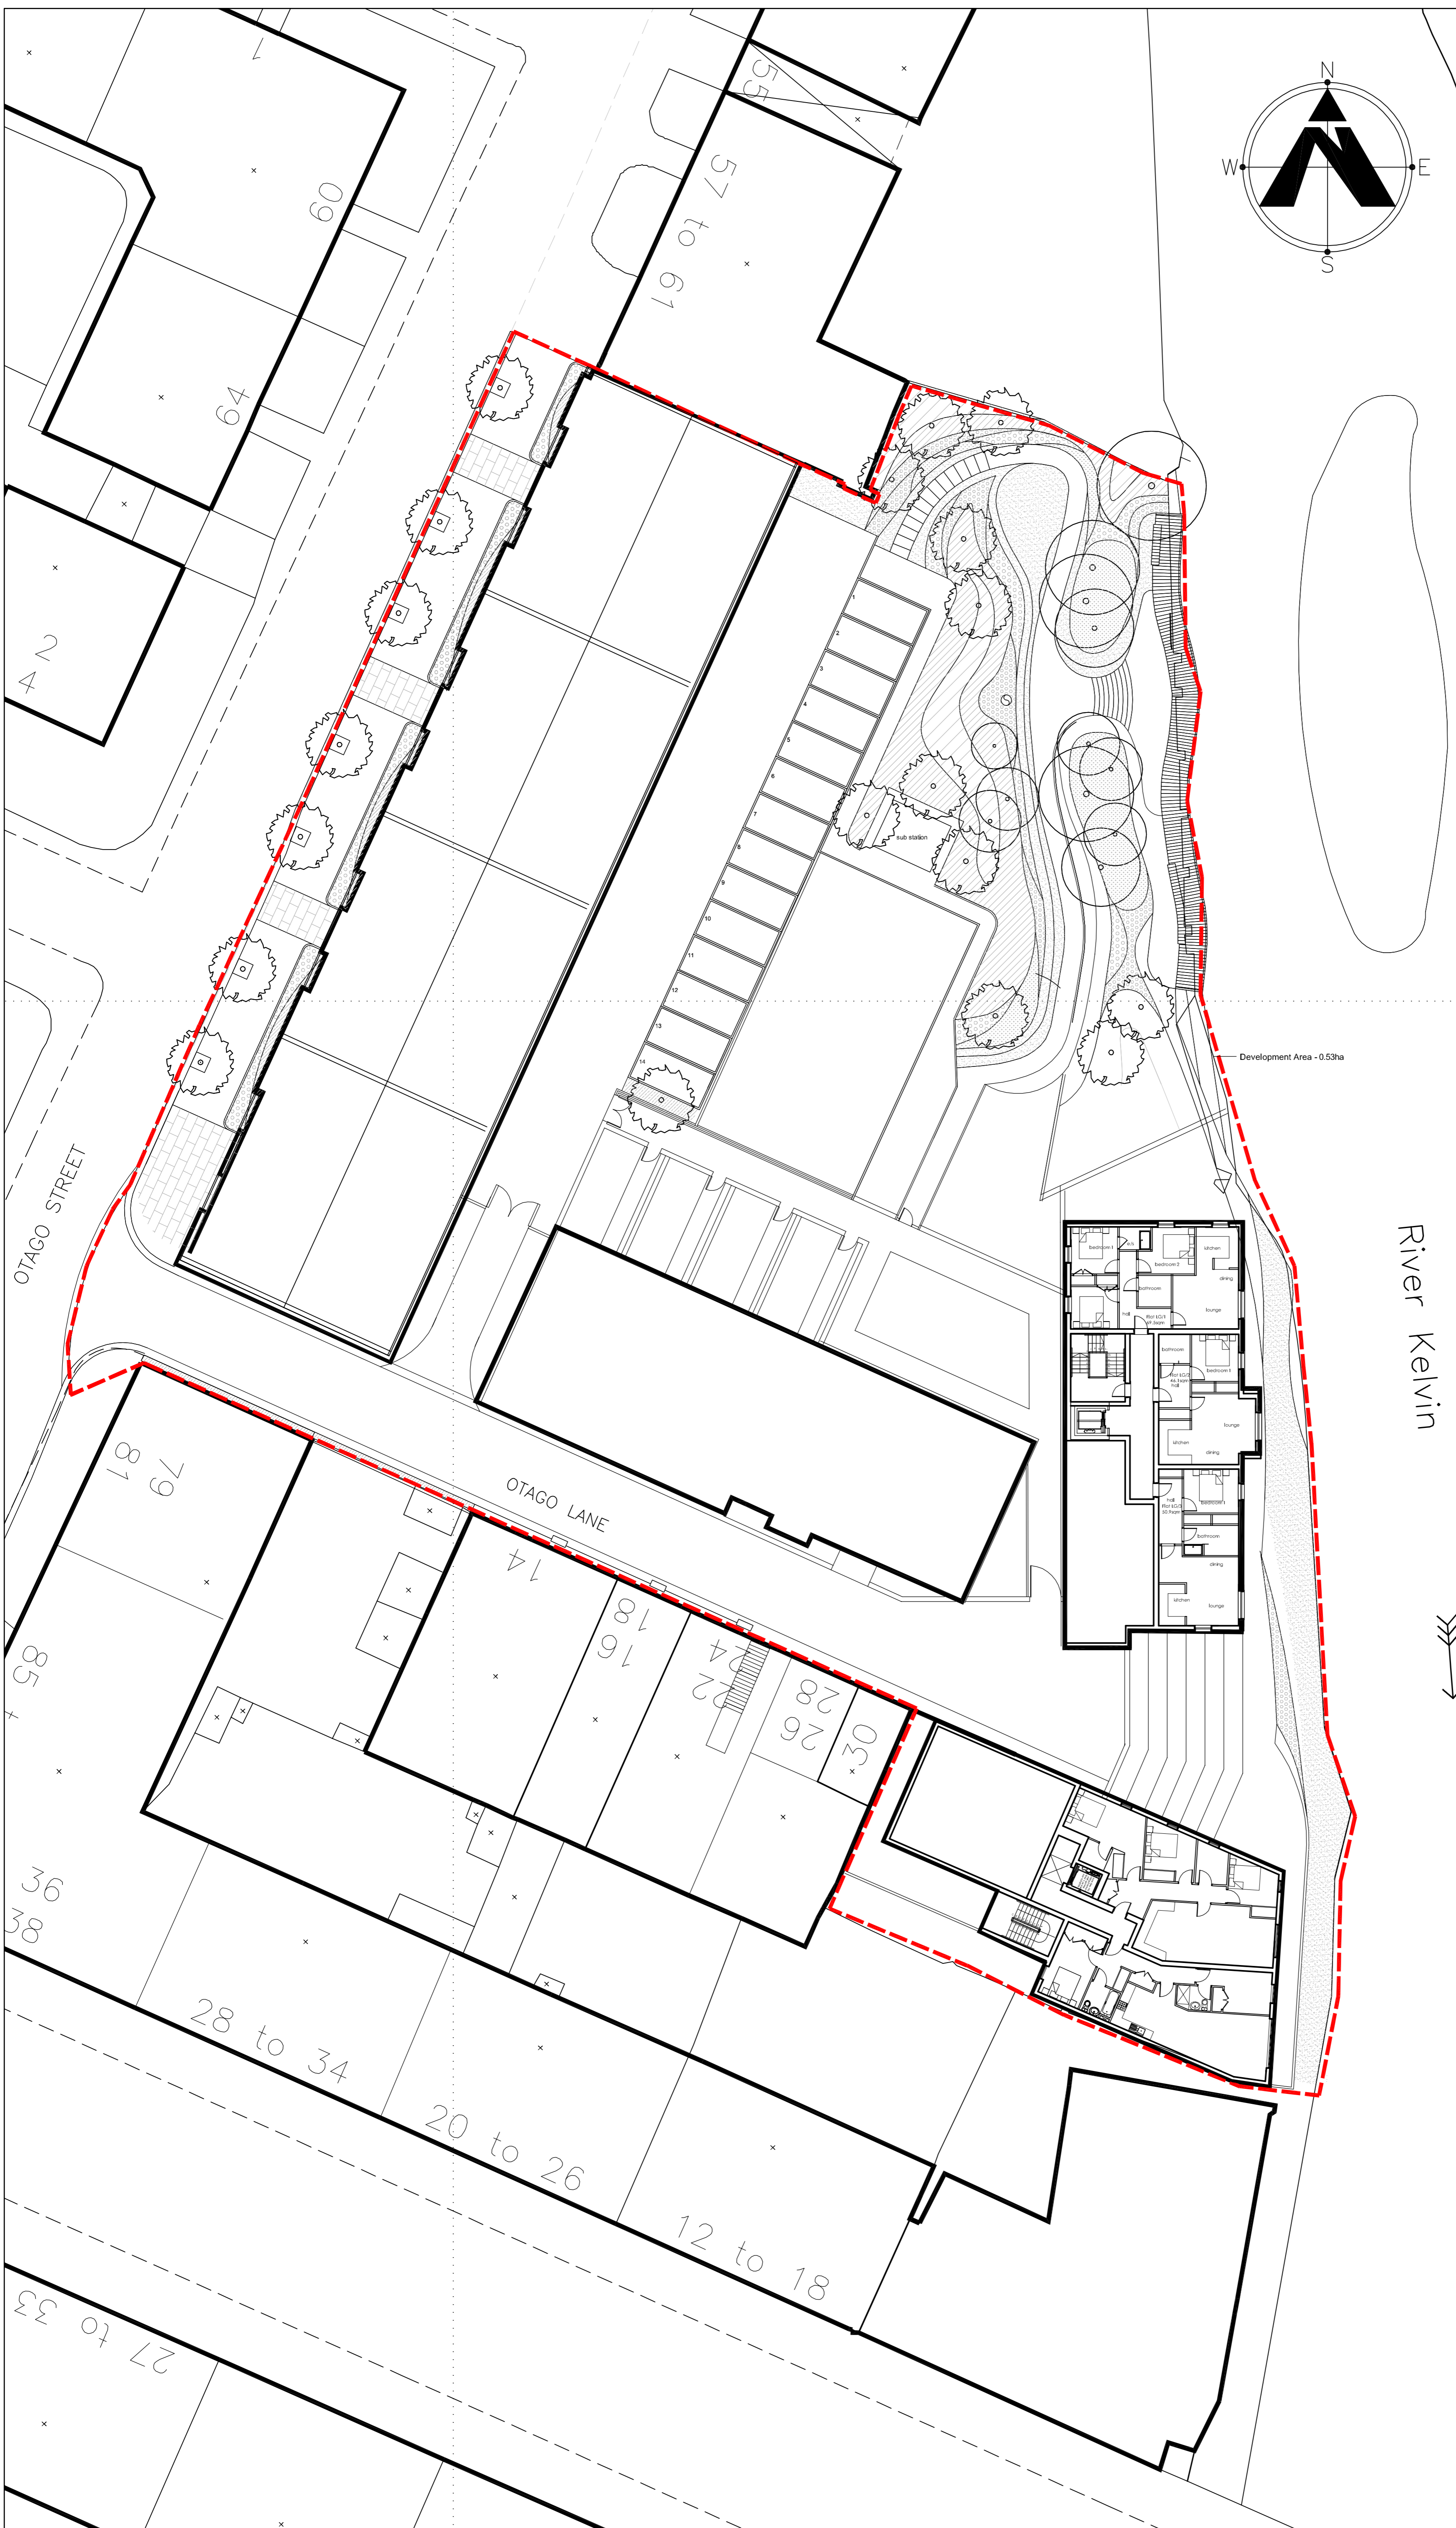 N
W
E
S
1
60
64
2
4
55
57 to 61
1
2
3
4
5
6
7
8
9
10
11
12
13
14
sub station
Development Area - 0.53ha
OTAGO STREET
River Kelvin
bedroom 1
bedroom 2
kitchen
dining
bathroom
hall
lounge
bathroom
bedroom 1
hall
lounge
kitchen
dining
hall
bedroom 1
bathroom
dining
kitchen
lounge
OTAGO LANE
79
81
85
14
16
18
22
24
26
28
30
36
38
28 to 34
20 to 26
12 to 18
27 to 33